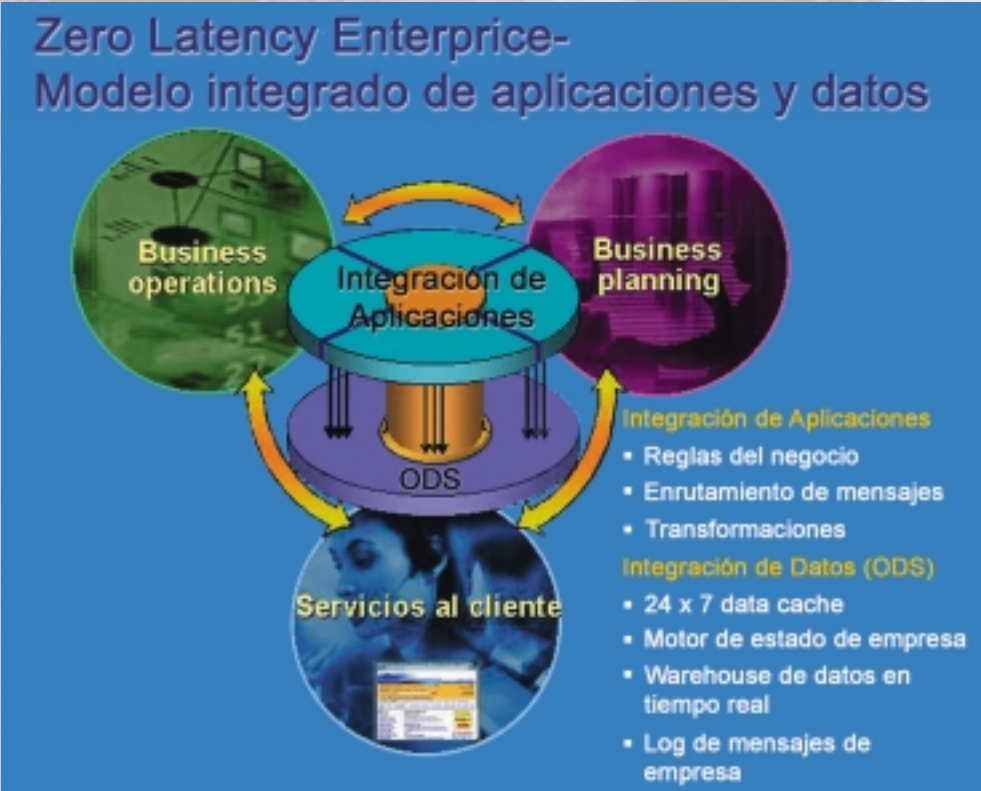 Zero Latency Enterprice-
Modelo integrado de aplicaciones y datos
Business
operations
Business
planning
Integración de
Aplicaciones
ODS
Servicios al cliente
Integración de Aplicaciones
▪ Reglas del negocio
▪ Enrutamiento de mensajes
▪ Transformaciones
Integración de Datos (ODS)
▪ 24 x 7 data cache
▪ Motor de estado de empresa
▪ Warehouse de datos en
tiempo real
▪ Log de mensajes de
empresa